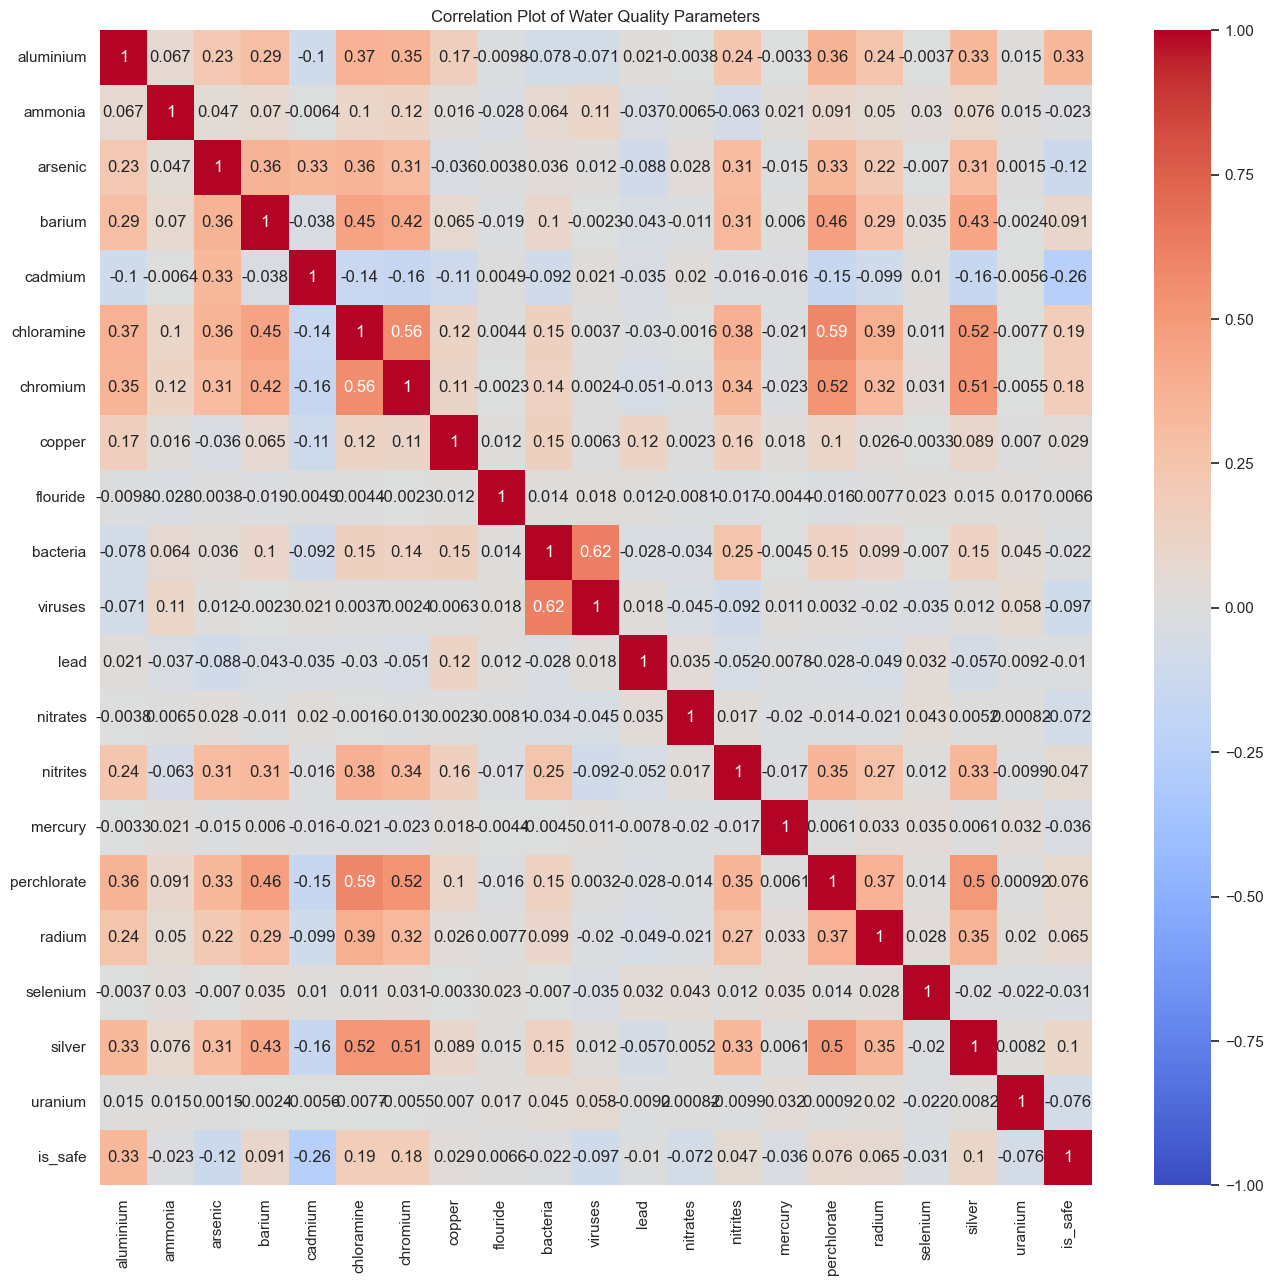 Correlation Plot of Water Quality Parameters
aluminium 1 0.067 0.23 0.29 -0.1 0.37 0.35 0.17 -0.0098 -0.078 -0.071 0.021 -0.0038 0.24 -0.0033 0.36 0.24 -0.0037 0.33 0.015 0.33
ammonia 0.067 1 0.047 0.07 -0.0064 0.1 0.12 0.016 -0.028 0.064 0.11 -0.037 0.0065 -0.063 0.021 0.091 0.05 0.03 0.076 0.015 -0.023
arsenic 0.23 0.047 1 0.36 0.33 0.36 0.31 -0.036 0.0038 0.036 0.012 -0.088 0.028 0.31 -0.015 0.33 0.22 -0.007 0.31 0.0015 -0.12
barium 0.29 0.07 0.36 1 -0.038 0.45 0.42 0.065 -0.019 0.1 -0.0023 -0.043 -0.011 0.31 0.006 0.46 0.29 0.035 0.43 -0.0024 0.091
cadmium -0.1 -0.0064 0.33 -0.038 1 -0.14 -0.16 -0.11 0.0049 -0.092 0.021 -0.035 0.02 -0.016 -0.016 -0.15 -0.099 0.01 -0.16 -0.0056 -0.26
chloramine 0.37 0.1 0.36 0.45 -0.14 1 0.56 0.12 0.0044 0.15 0.0037 -0.03 -0.0016 0.38 -0.021 0.59 0.39 0.011 0.52 -0.0077 0.19
chromium 0.35 0.12 0.31 0.42 -0.16 0.56 1 0.11 -0.0023 0.14 0.0024 -0.051 -0.013 0.34 -0.023 0.52 0.32 0.031 0.51 -0.0055 0.18
copper 0.17 0.016 -0.036 0.065 -0.11 0.12 0.11 1 0.012 0.15 0.0063 0.12 0.0023 0.16 0.018 0.1 0.026 -0.0033 0.089 0.007 0.029
flouride -0.0098 -0.028 0.0038 -0.019 0.0049 0.0044 -0.0023 0.012 1 0.014 0.018 0.012 -0.0081 -0.017 -0.0044 -0.016 0.0077 0.023 0.015 0.017 0.0066
bacteria -0.078 0.064 0.036 0.1 -0.092 0.15 0.14 0.15 0.014 1 0.62 -0.028 -0.034 0.25 -0.0045 0.15 0.099 -0.007 0.15 0.045 -0.022
viruses -0.071 0.11 0.012 -0.0023 0.021 0.0037 0.0024 0.0063 0.018 0.62 1 0.018 -0.045 -0.092 0.011 0.0032 -0.02 -0.035 0.012 0.058 -0.097
lead 0.021 -0.037 -0.088 -0.043 -0.035 -0.03 -0.051 0.12 0.012 -0.028 0.018 1 0.035 -0.052 -0.0078 -0.028 -0.049 0.032 -0.057 -0.0092 -0.01
nitrates -0.0038 0.0065 0.028 -0.011 0.02 -0.0016 -0.013 0.0023 -0.0081 -0.034 -0.045 0.035 1 0.017 -0.02 -0.014 -0.021 0.043 0.0052 0.00082 -0.072
nitrites 0.24 -0.063 0.31 0.31 -0.016 0.38 0.34 0.16 -0.017 0.25 -0.092 -0.052 0.017 1 -0.017 0.35 0.27 0.012 0.33 -0.0099 0.047
mercury -0.0033 0.021 -0.015 0.006 -0.016 -0.021 -0.023 0.018 -0.0044 -0.0045 0.011 -0.0078 -0.02 -0.017 1 0.0061 0.033 0.035 0.0061 0.032 -0.036
perchlorate 0.36 0.091 0.33 0.46 -0.15 0.59 0.52 0.1 -0.016 0.15 0.0032 -0.028 -0.014 0.35 0.0061 1 0.37 0.014 0.5 0.00092 0.076
radium 0.24 0.05 0.22 0.29 -0.099 0.39 0.32 0.026 0.0077 0.099 -0.02 -0.049 -0.021 0.27 0.033 0.37 1 0.028 0.35 0.02 0.065
selenium -0.0037 0.03 -0.007 0.035 0.01 0.011 0.031 -0.0033 0.023 -0.007 -0.035 0.032 0.043 0.012 0.035 0.014 0.028 1 -0.02 -0.022 -0.031
silver 0.33 0.076 0.31 0.43 -0.16 0.52 0.51 0.089 0.015 0.15 0.012 -0.057 0.0052 0.33 0.0061 0.5 0.35 -0.02 1 0.0082 0.1
uranium 0.015 0.015 0.0015 -0.0024 -0.0056 -0.0077 -0.0055 0.007 0.017 0.045 0.058 -0.0092 0.00082 -0.0099 0.032 0.00092 0.02 -0.022 0.0082 1 -0.076
is_safe 0.33 -0.023 -0.12 0.091 -0.26 0.19 0.18 0.029 0.0066 -0.022 -0.097 -0.01 -0.072 0.047 -0.036 0.076 0.065 -0.031 0.1 -0.076 1
aluminium ammonia arsenic barium cadmium chloramine chromium copper flouride bacteria viruses lead nitrates nitrites mercury perchlorate radium selenium silver uranium is_safe
1.00
0.75
0.50
0.25
0.00
−0.25
−0.50
−0.75
−1.00